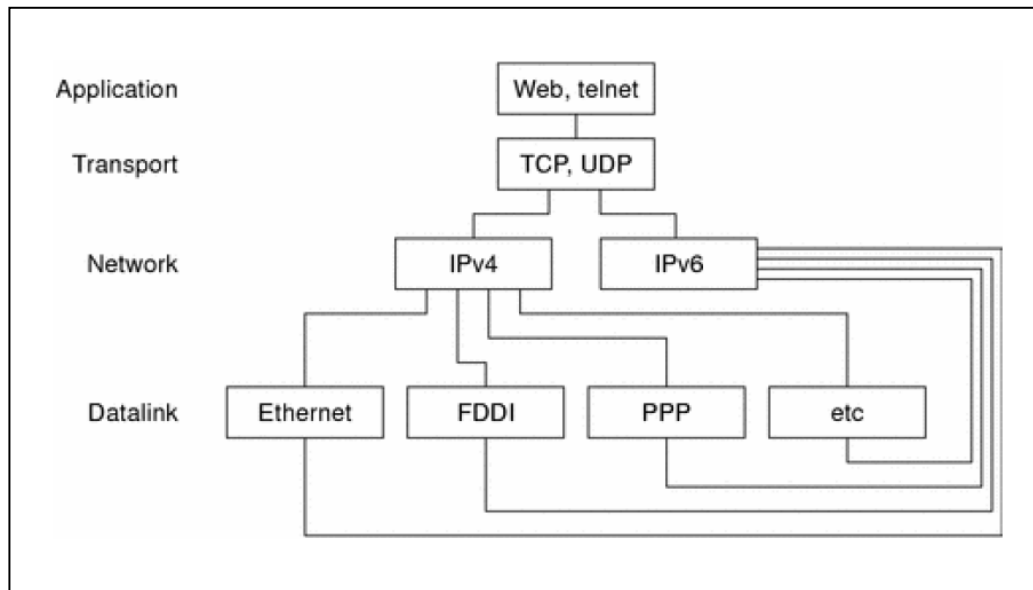 Application
Web, telnet
Transport
TCP, UDP
Network
IPv4
IPv6
Datalink
Ethernet
FDDI
PPP
etc